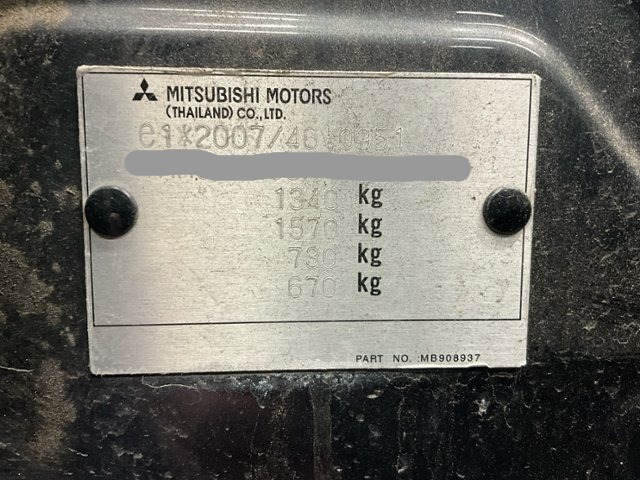 MITSUBISHI MOTORS
(THAILAND) CO.,LTD.
e1*2007/46*0931
1340 kg
1570 kg
730 kg
670 kg
PART NO. :MB908937